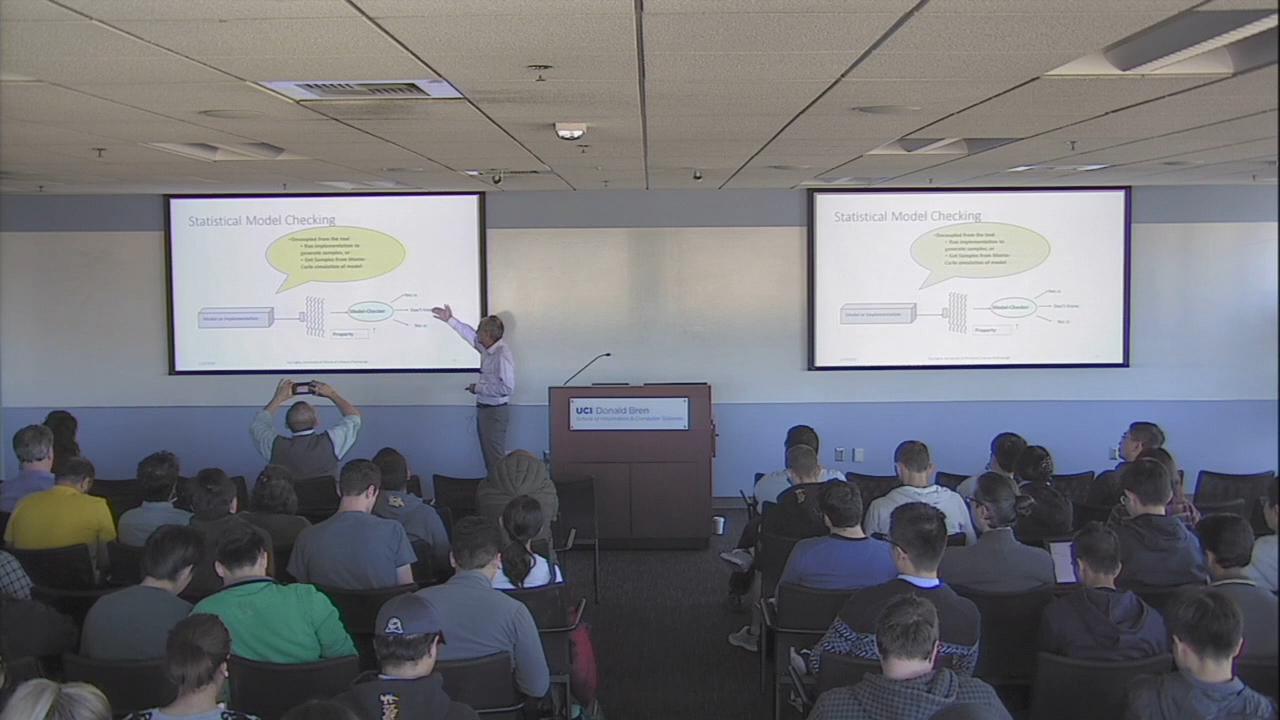 Statistical Model Checking
•Decoupled from the tool
• Run implementation to
generate samples, or
• Get Samples from Monte-
Carlo simulation of model
Model or Implementation
Model-Checker
Yes
Don't
No
Property
Statistical Model Checking
•Decoupled from the tool
• Run implementation to
generate samples, or
• Get Samples from Monte-
Carlo simulation of model
Model or Implementation
Model-Checker
Yes
Don't Know
No
Property
UCI Donald Bren
School of Information & Computer Sciences
A